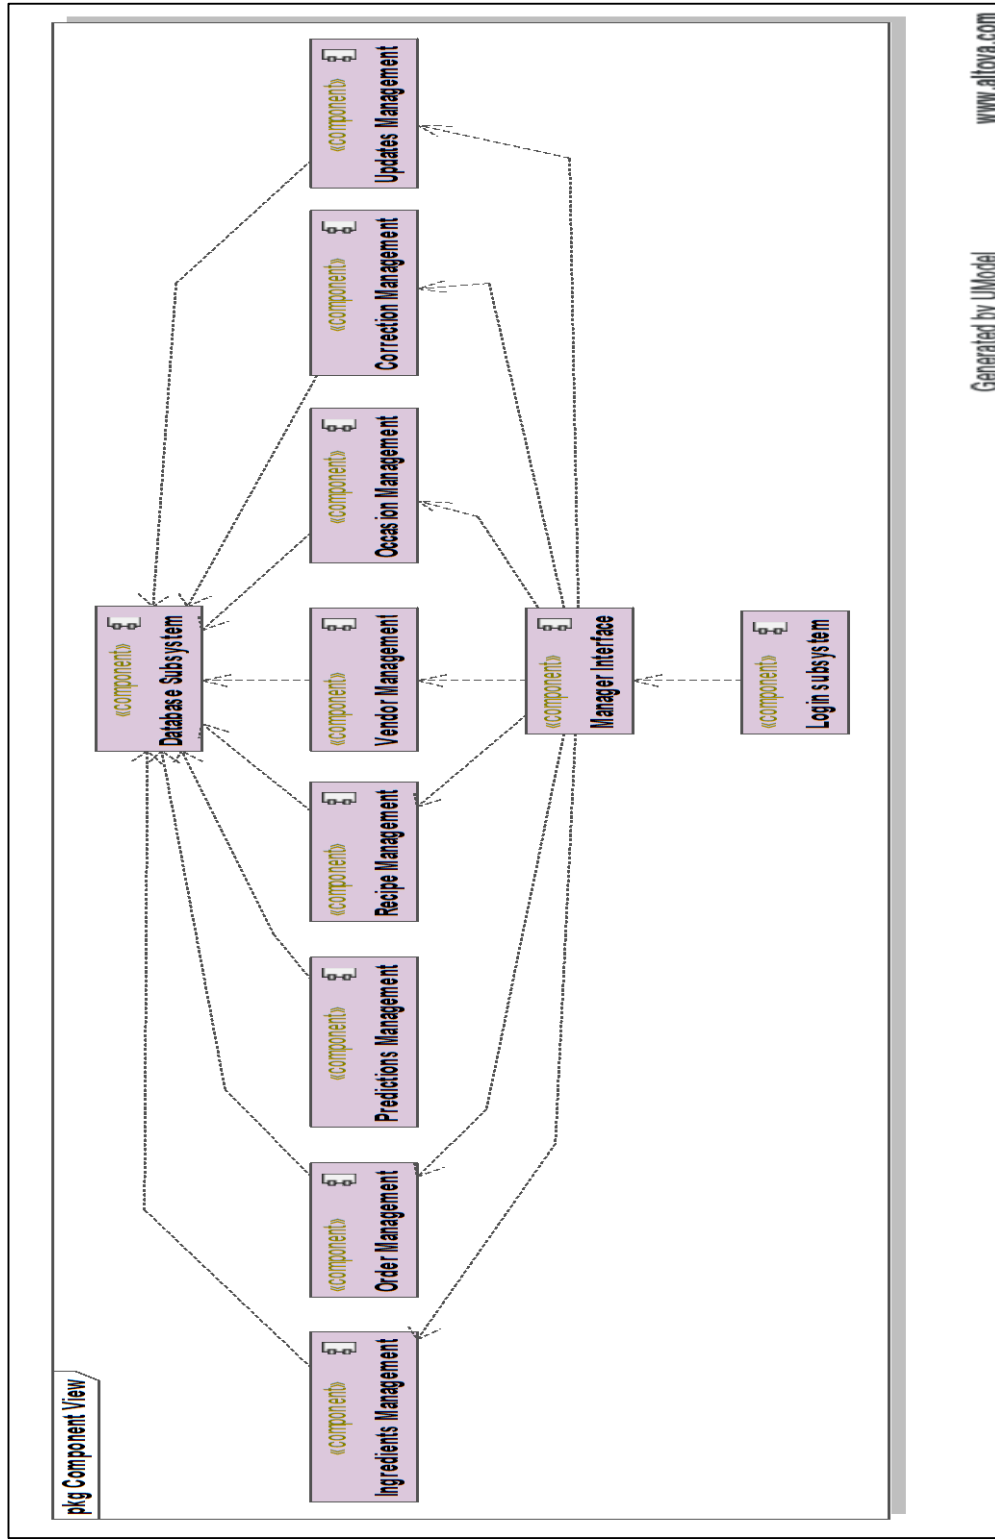 pkg Component View
«component»
Database Subsystem
«component»
Ingredients Management
«component»
Order Management
«component»
Predictions Management
«component»
Recipe Management
«component»
Vendor Management
«component»
Occasion Management
«component»
Correction Management
«component»
Updates Management
«component»
Manager Interface
«component»
Login subsystem
Generated by UModel
www.altova.com